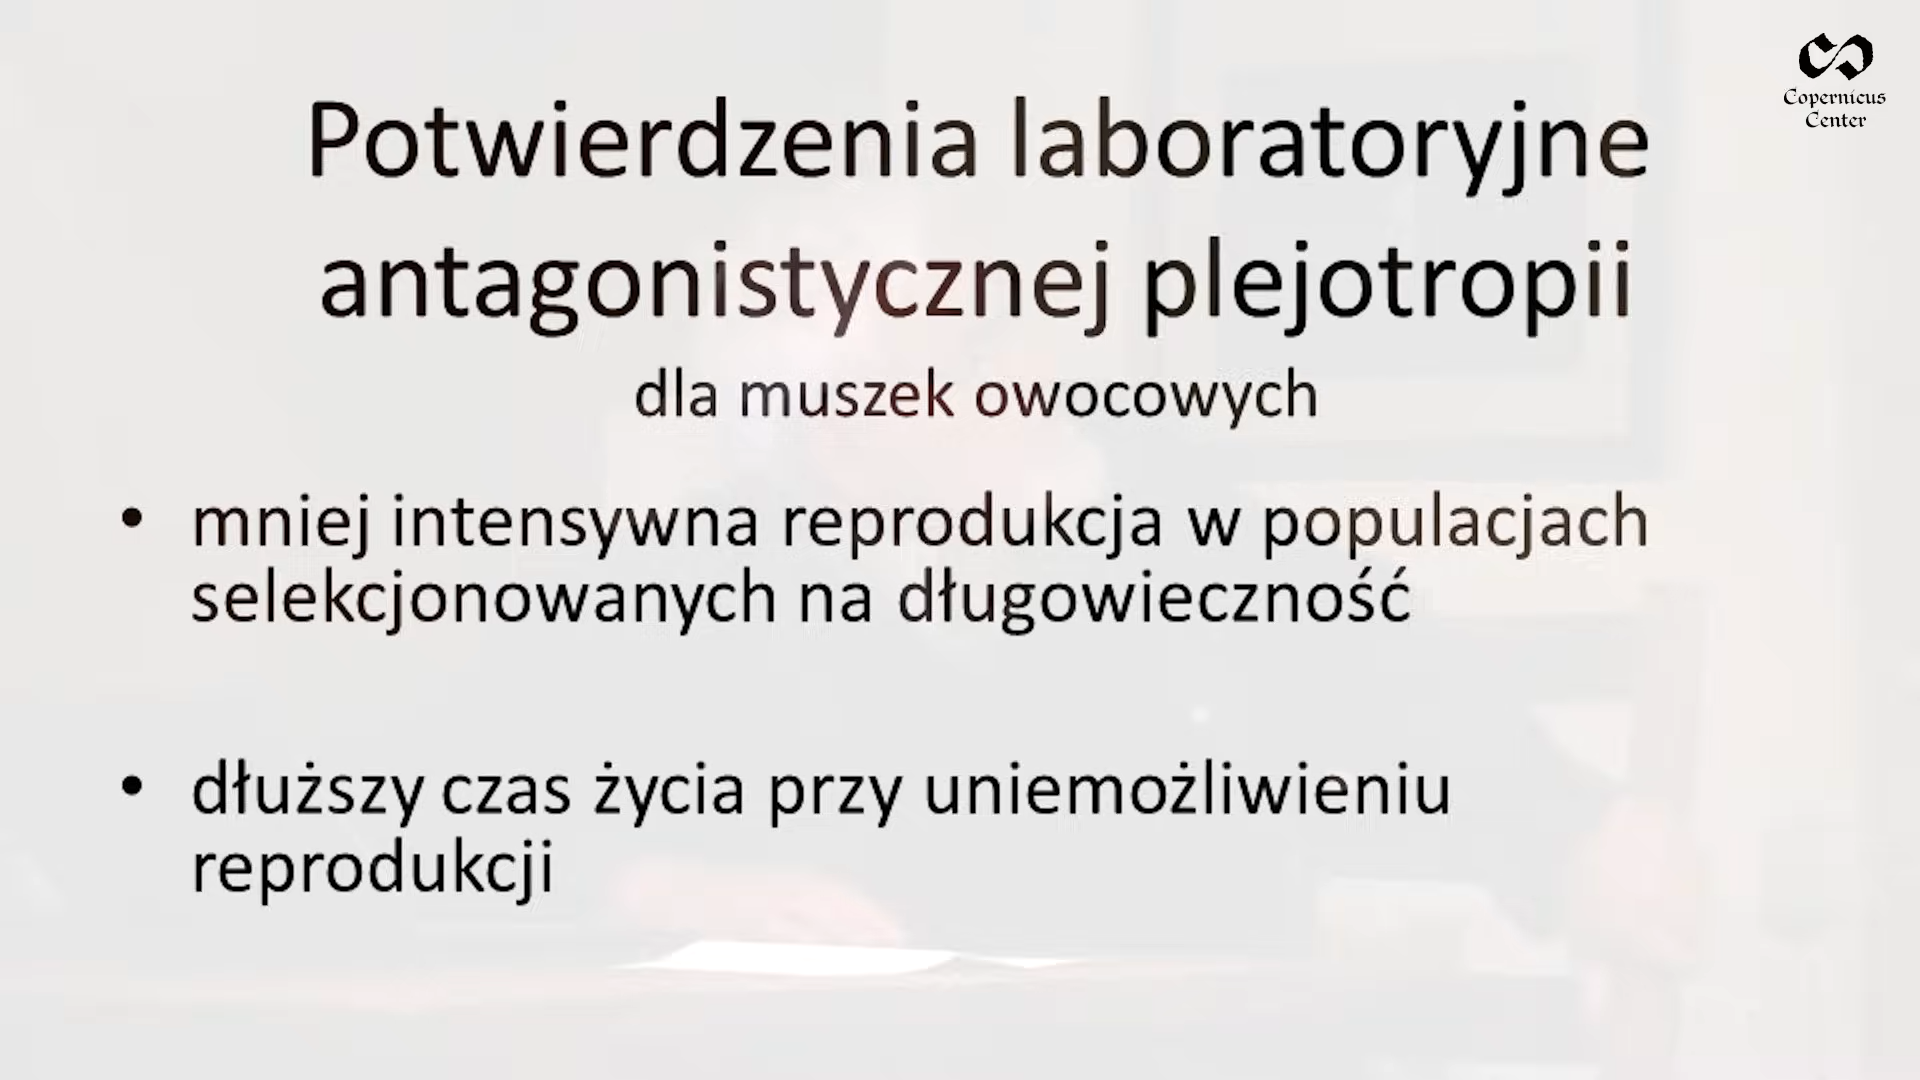 Copernicus
Center
Potwierdzenia laboratoryjne
antagonistycznej plejotropii
dla muszek owocowych
• mniej intensywna reprodukcja w populacjach
selekcjonowanych na długowieczność
• dłuższy czas życia przy uniemożliwieniu
reprodukcji